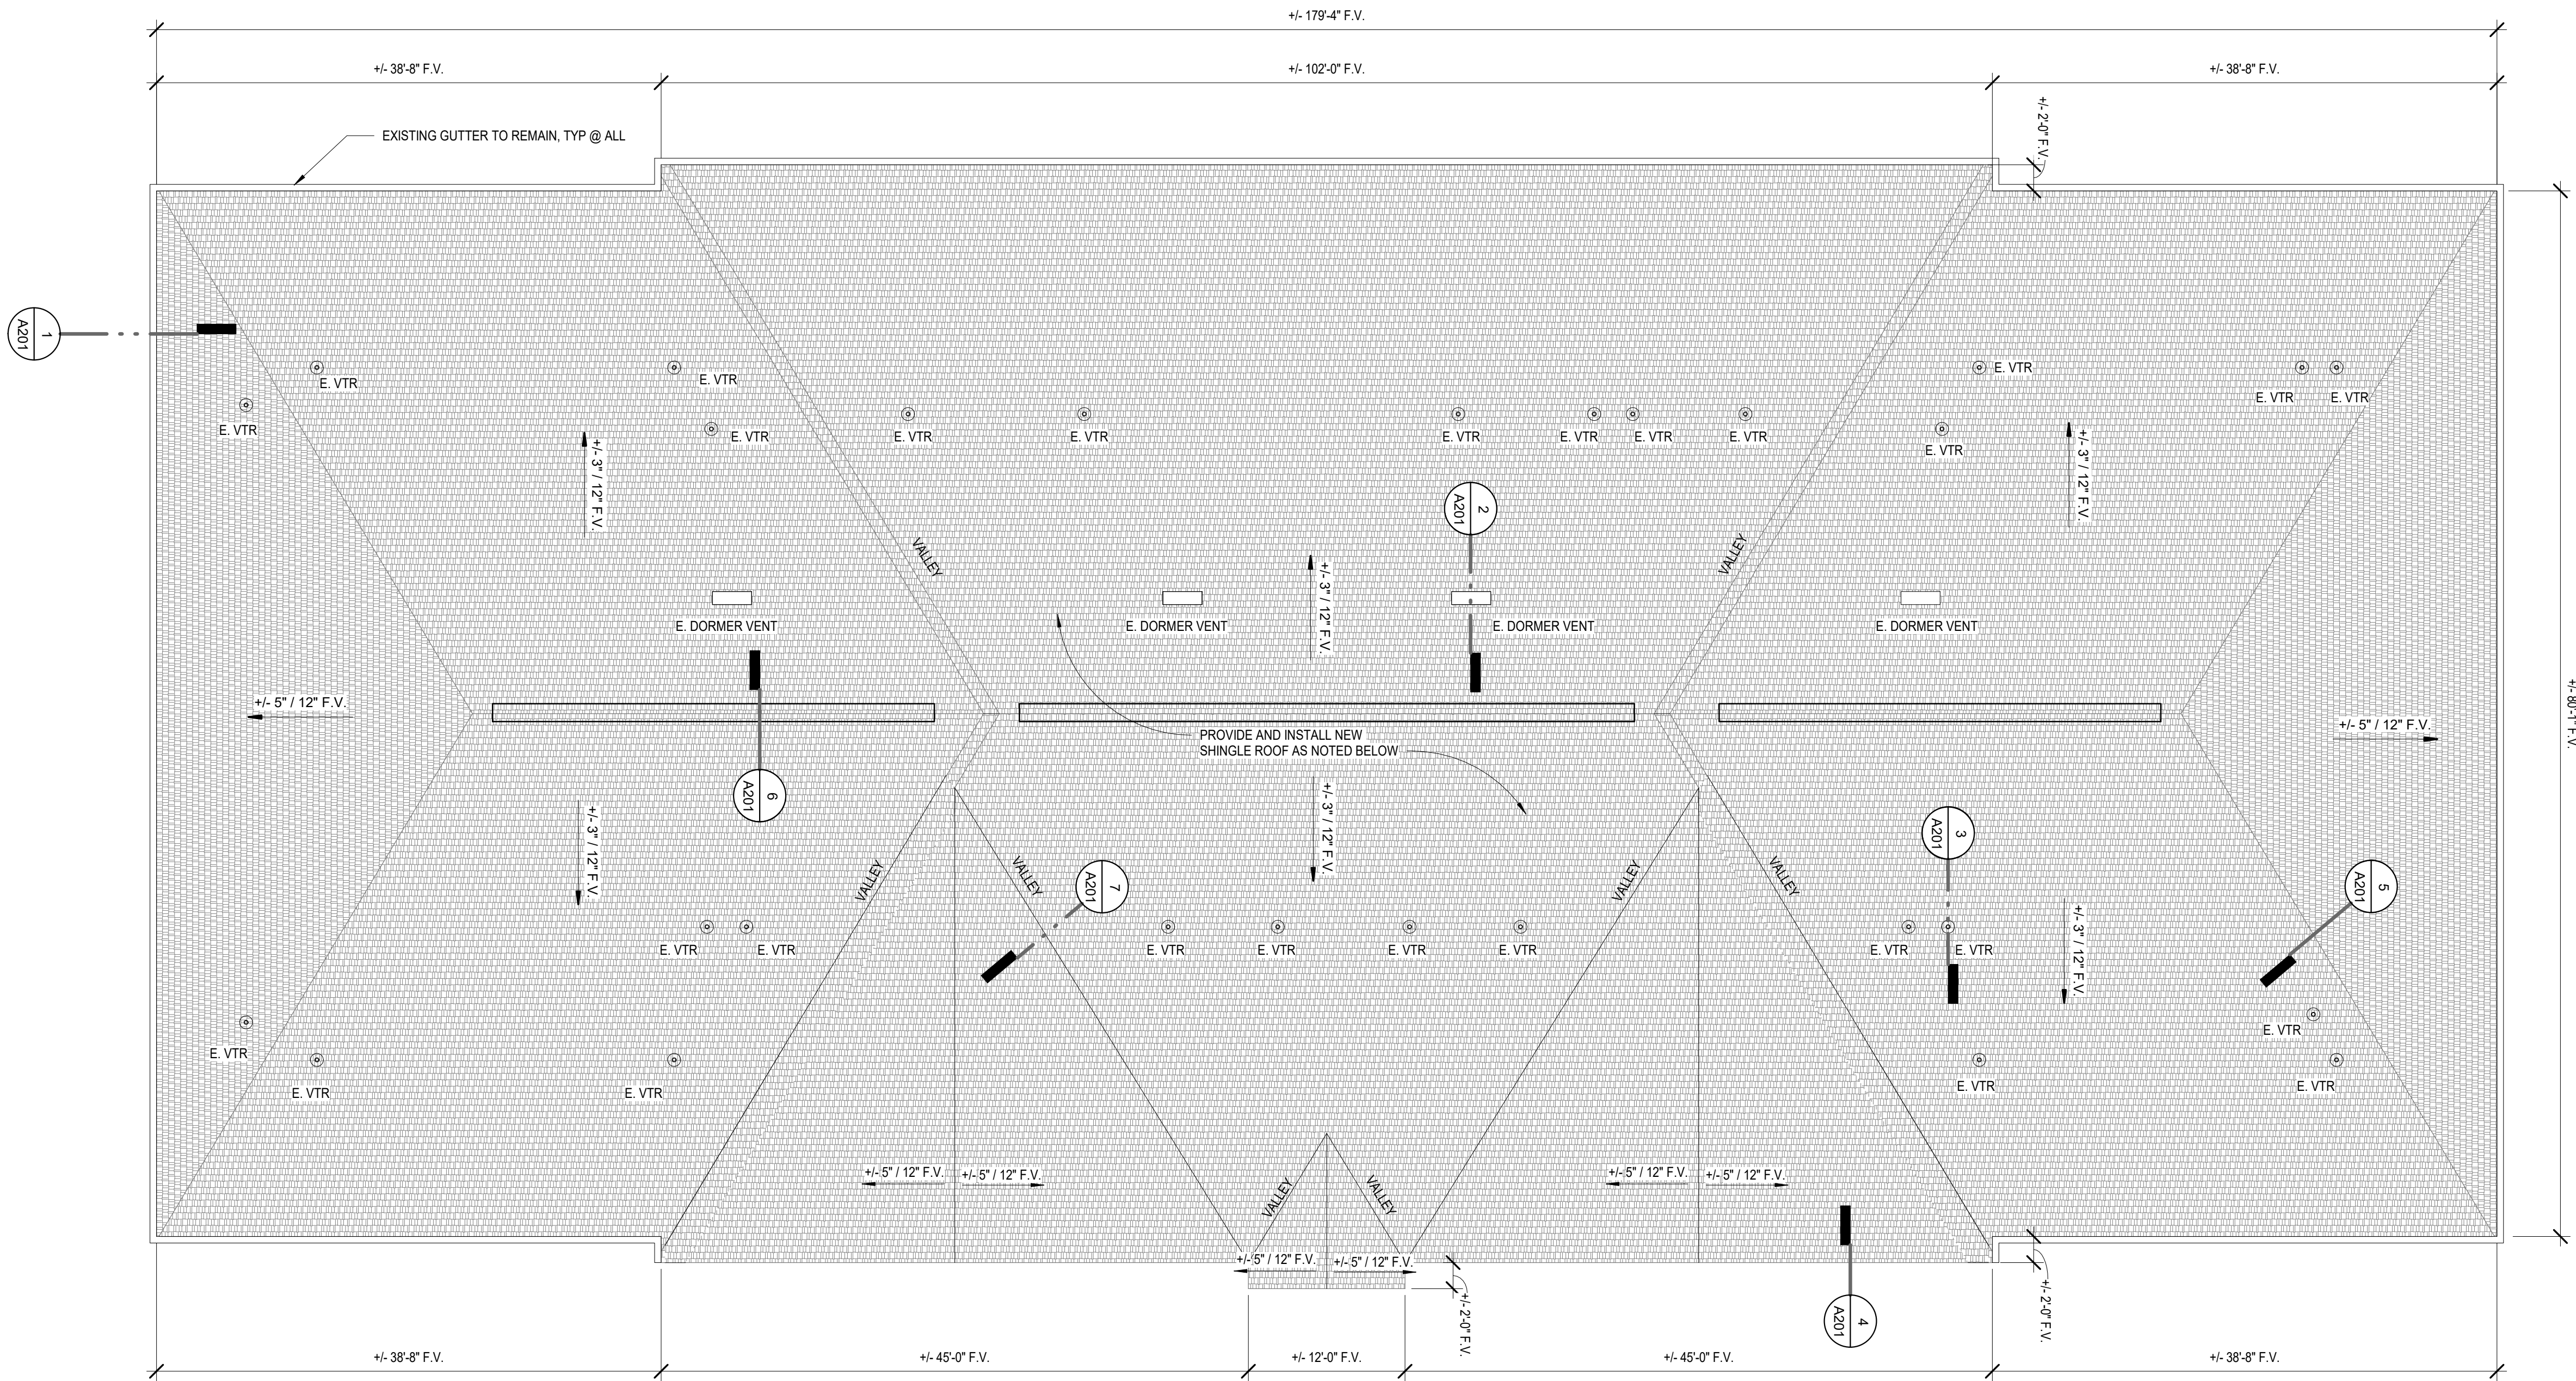 +/- 179'-4" F.V.
+/- 38'-8" F.V.
+/- 102'-0" F.V.
+/- 38'-8" F.V.
+/- 2'-0" F.V.
EXISTING GUTTER TO REMAIN, TYP @ ALL
1
A201
E. VTR
E. VTR
E. VTR
E. VTR
E. VTR
E. VTR
E. VTR
E. VTR
E. VTR
E. VTR
E. VTR
E. VTR
E. VTR
E. VTR
+/- 3" / 12" F.V.
+/- 3" / 12" F.V.
2
A201
VALLEY
VALLEY
+/- 3" / 12" F.V.
E. DORMER VENT
E. DORMER VENT
E. DORMER VENT
E. DORMER VENT
+/- 5" / 12" F.V.
+/- 5" / 12" F.V.
+/- 80'-1" F.V.
PROVIDE AND INSTALL NEW
SHINGLE ROOF AS NOTED BELOW
6
A201
+/- 3" / 12" F.V.
+/- 3" / 12" F.V.
3
A201
VALLEY
VALLEY
7
A201
VALLEY
VALLEY
5
A201
+/- 3" / 12" F.V.
E. VTR
E. VTR
E. VTR
E. VTR
E. VTR
E. VTR
E. VTR
E. VTR
E. VTR
E. VTR
E. VTR
E. VTR
E. VTR
E. VTR
+/- 5" / 12" F.V.
+/- 5" / 12" F.V.
+/- 5" / 12" F.V.
+/- 5" / 12" F.V.
VALLEY
VALLEY
+/- 5" / 12" F.V.
+/- 5" / 12" F.V.
+/- 2'-0" F.V.
+/- 2'-0" F.V.
4
A201
+/- 38'-8" F.V.
+/- 45'-0" F.V.
+/- 12'-0" F.V.
+/- 45'-0" F.V.
+/- 38'-8" F.V.